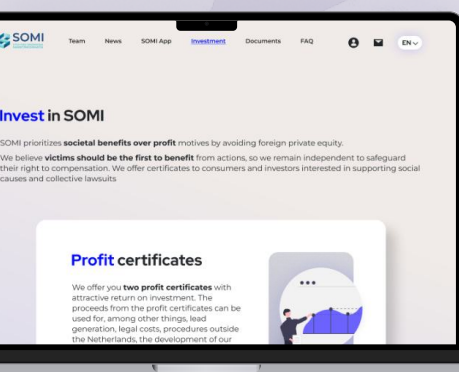 SOMI
Team News SOMI App Investment Documents FAQ EN
Invest in SOMI
SOMI prioritizes societal benefits over profit motives by avoiding foreign private equity.
We believe victims should be the first to benefit from actions, so we remain independent to safeguard
their right to compensation. We offer certificates to consumers and investors interested in supporting social
causes and collective lawsuits
Profit certificates
We offer you two profit certificates with
attractive return on investment. The
proceeds from the profit certificates can be
used for, among other things, lead
generation, legal costs, procedures outside
the Netherlands, the development of our